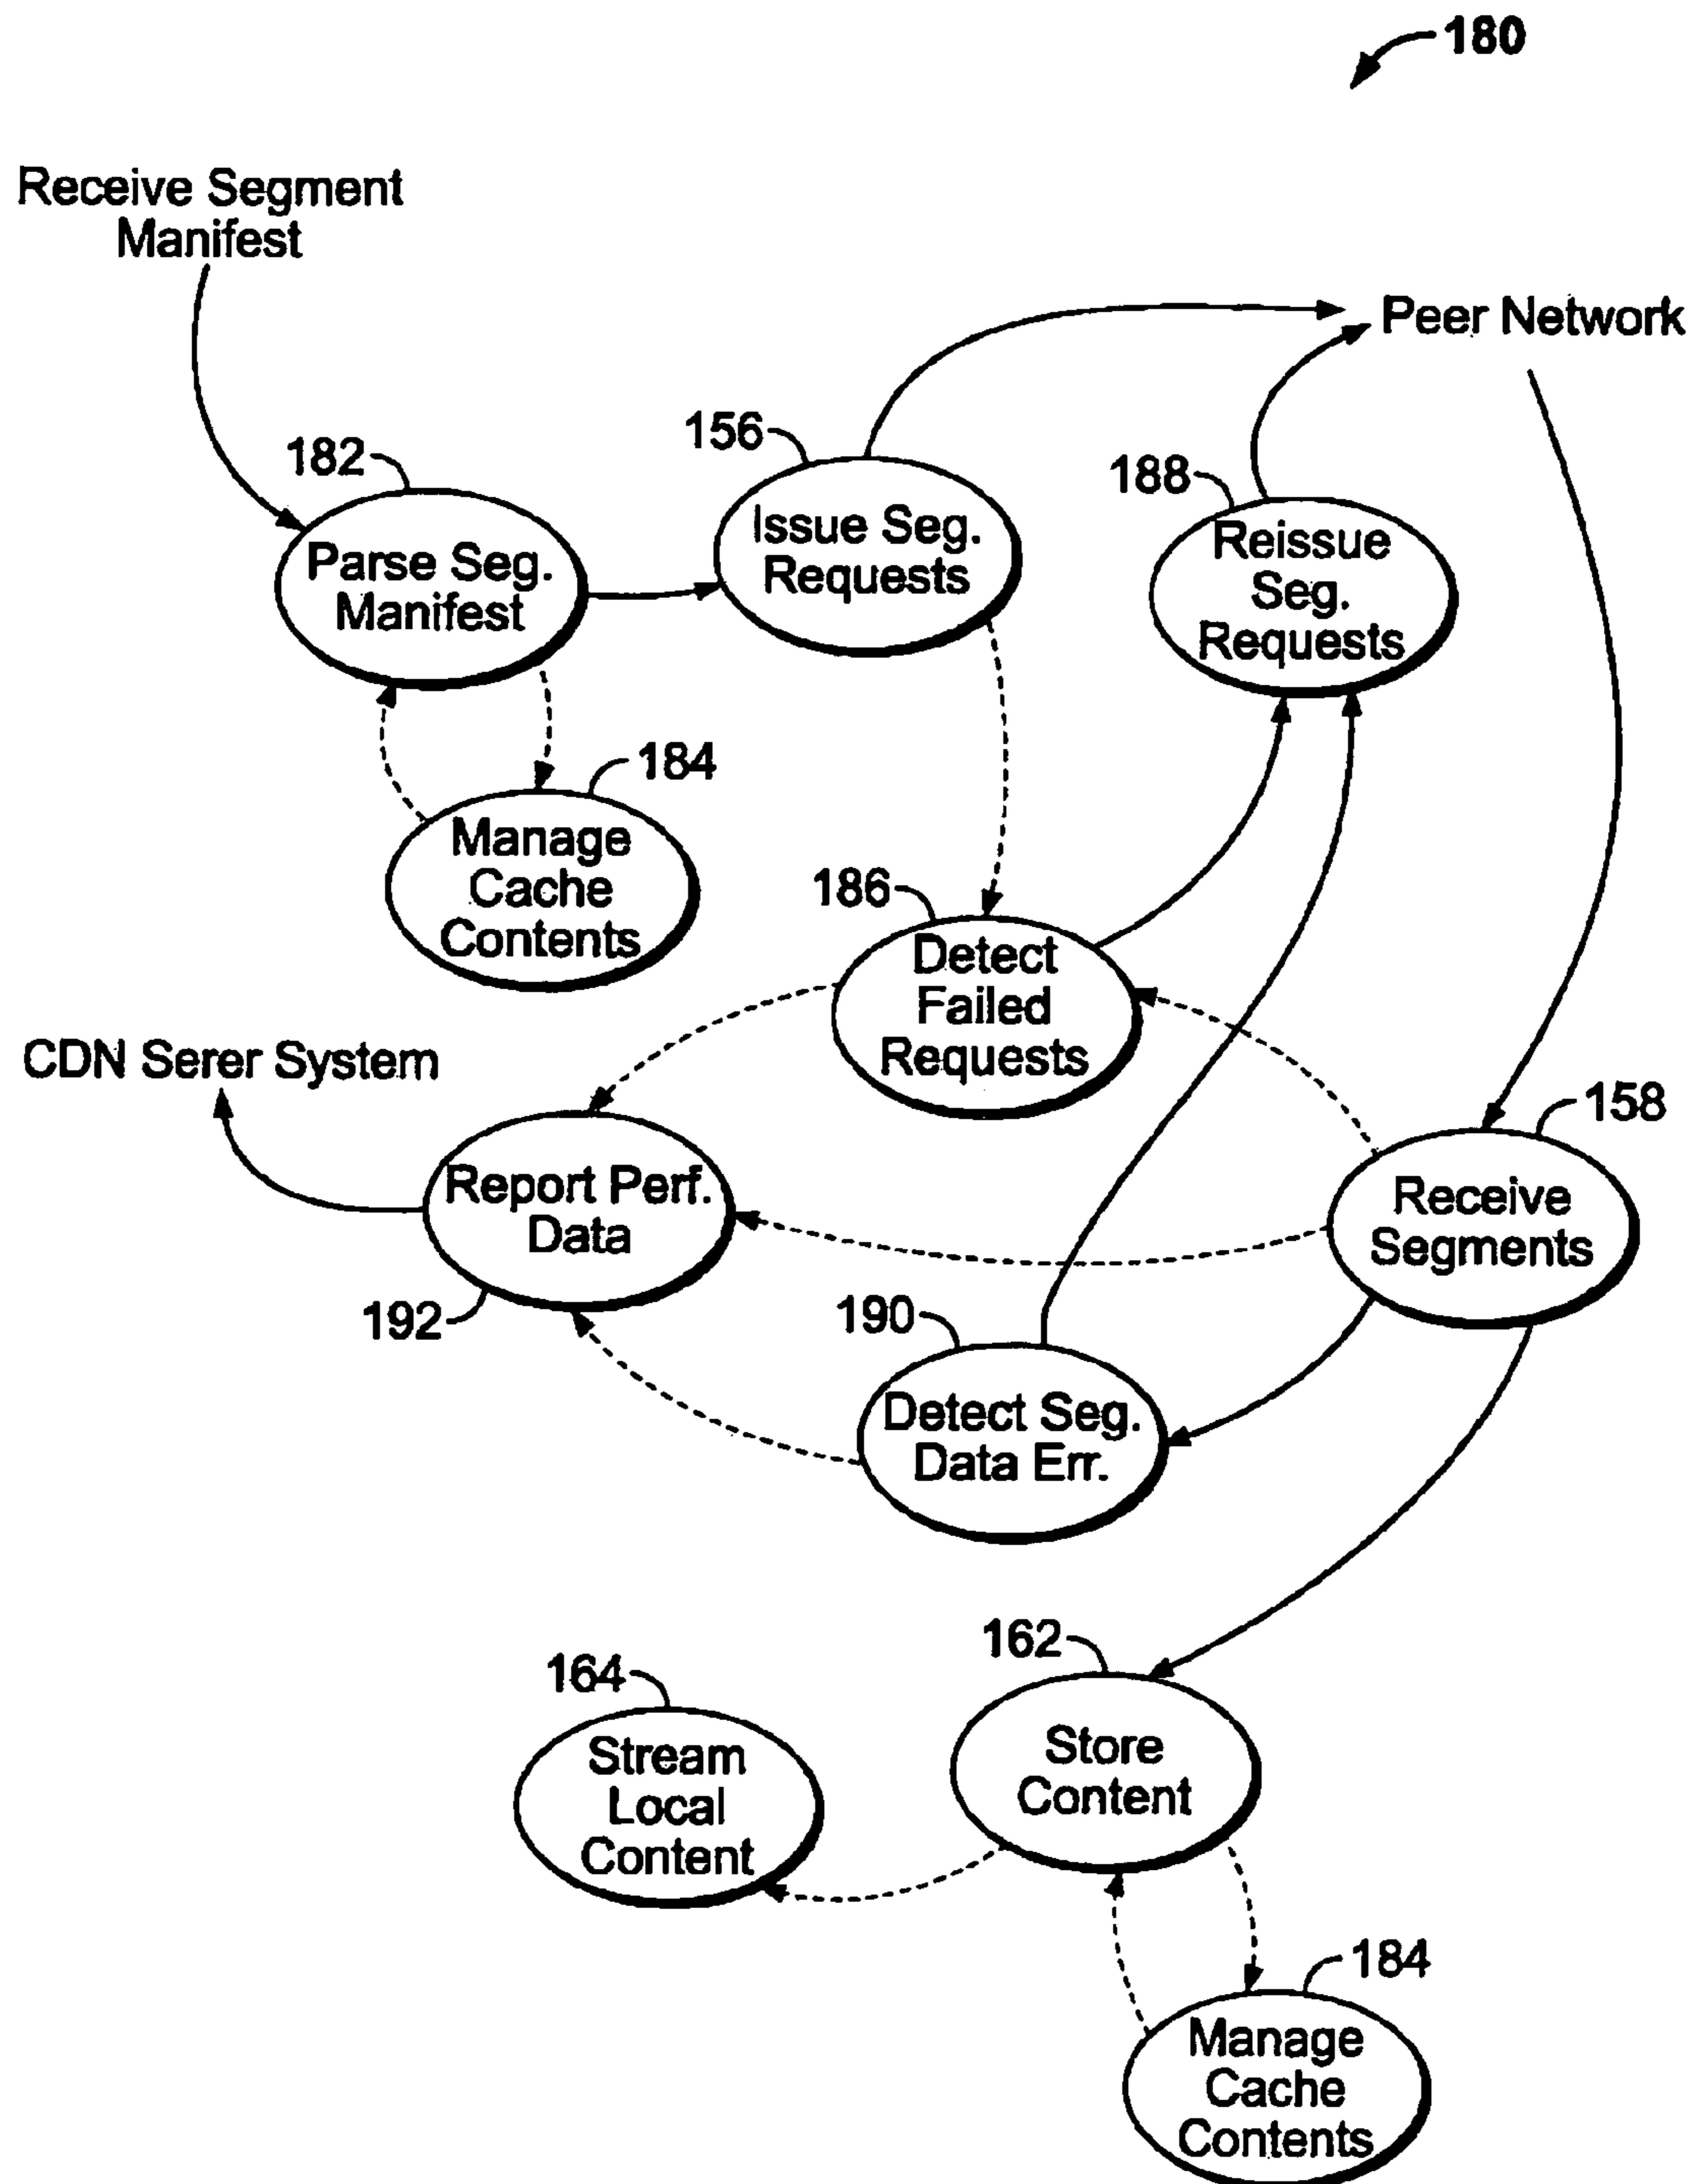 180
Receive Segment
Manifest
Peer Network
156
182
188
Issue Seg.
Requests
Reissue
Seg.
Requests
Parse Seg.
Manifest
184
Manage
Cache
Contents
186
Detect
Failed
Requests
CDN Serer System
158
Report Perf.
Data
Receive
Segments
192
190
Detect Seg.
Data Err.
162
164
Store
Content
Stream
Local
Content
184
Manage
Cache
Contents